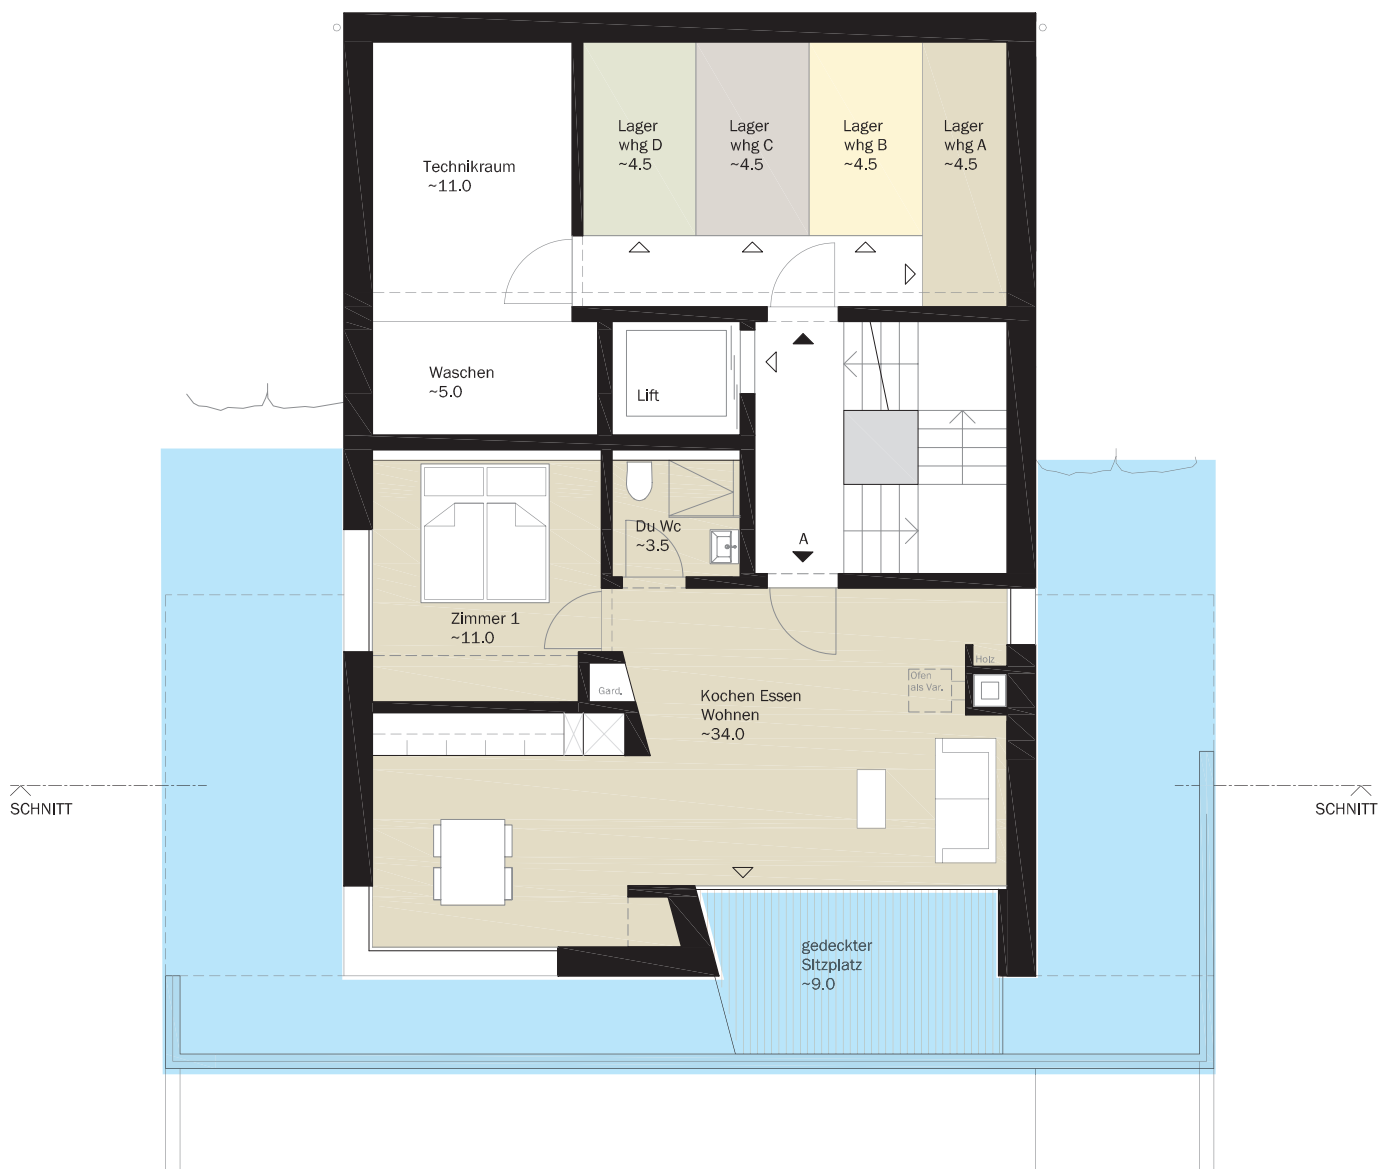 Technikraum
~11.0
Lager
whg D
~4.5
Lager
whg C
~4.5
Lager
whg B
~4.5
Lager
whg A
~4.5
Waschen
~5.0
Lift
Du Wc
~3.5
A
Zimmer 1
~11.0
Gard.
Kochen Essen
Wohnen
~34.0
Holz
Ofen
als Var.
SCHNITT
SCHNITT
gedeckter
SItzplatz
~9.0